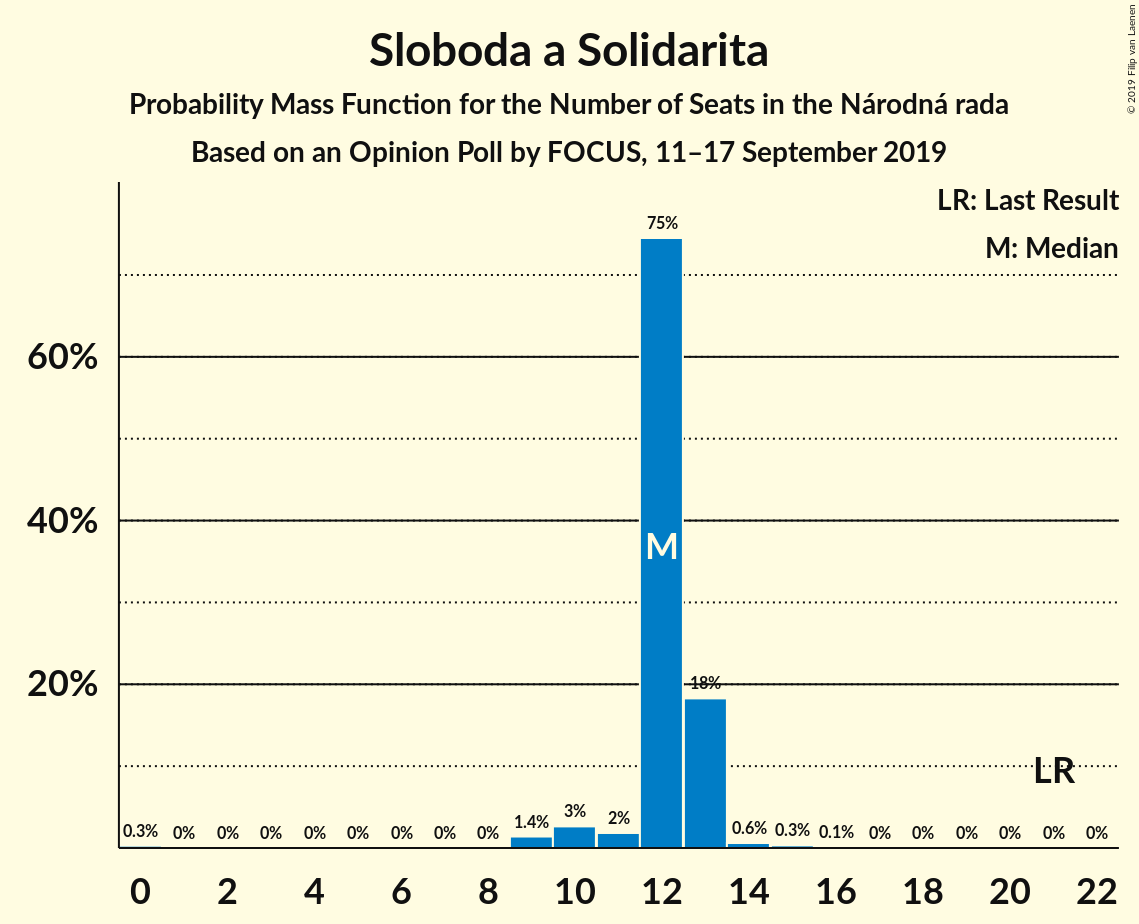 Sloboda a Solidarita
Probability Mass Function for the Number of Seats in the Národná rada
Based on an Opinion Poll by FOCUS, 11–17 September 2019
© 2019 Filip van Laenen
LR: Last Result
M: Median
75%
60%
40%
M
20%
18%
LR
0.3% 0% 0% 0% 0% 0% 0% 0% 0% 1.4% 3% 2% 0.6% 0.3% 0.1% 0% 0% 0% 0% 0% 0%
0 2 4 6 8 10 12 14 16 18 20 22